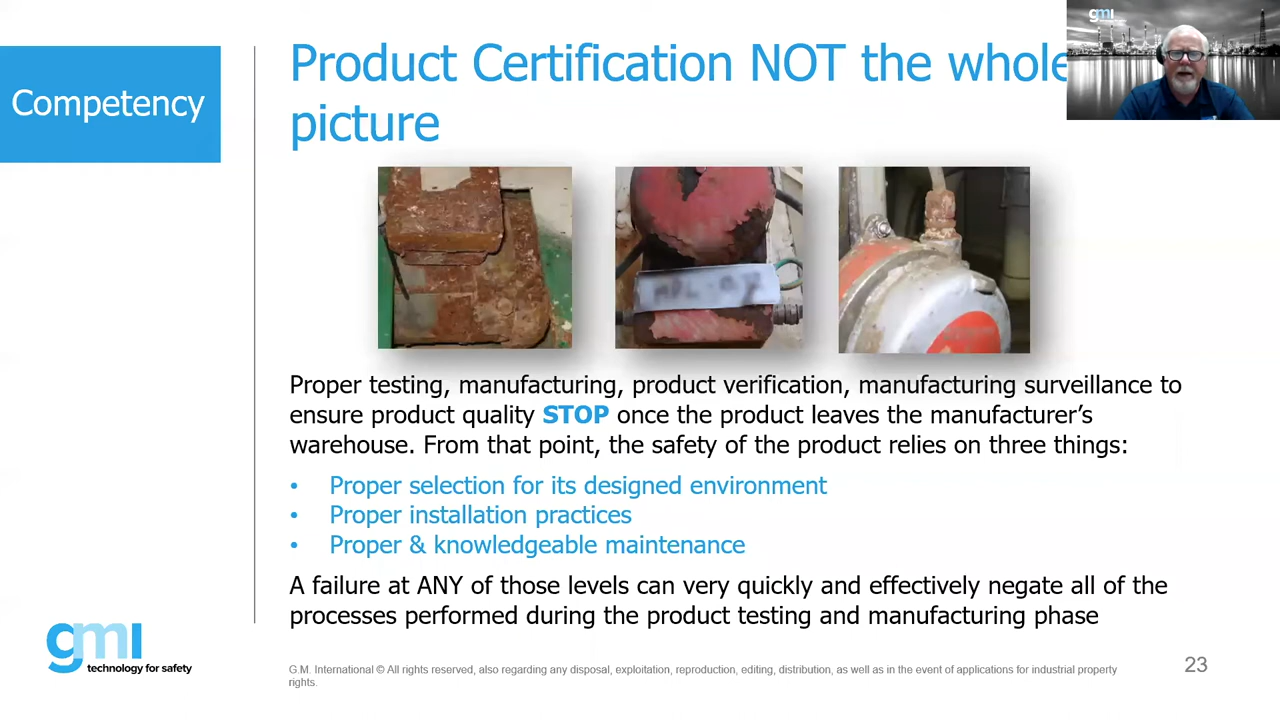 Competency
Product Certification NOT the whole
picture
gmi
Proper testing, manufacturing, product verification, manufacturing surveillance to
ensure product quality STOP once the product leaves the manufacturer’s
warehouse. From that point, the safety of the product relies on three things:
• Proper selection for its designed environment
• Proper installation practices
• Proper & knowledgeable maintenance
A failure at ANY of those levels can very quickly and effectively negate all of the
processes performed during the product testing and manufacturing phase
gmi
technology for safety
G.M. International © All rights reserved, also regarding any disposal, exploitation, reproduction, editing, distribution, as well as in the event of applications for industrial property
rights.
23